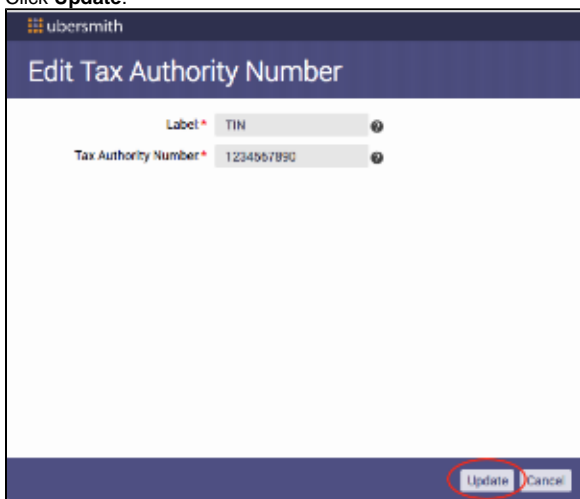 Click Update.
ubersmith
Edit Tax Authority Number
Label * TIN
Tax Authority Number * 1234567890
Update Cancel